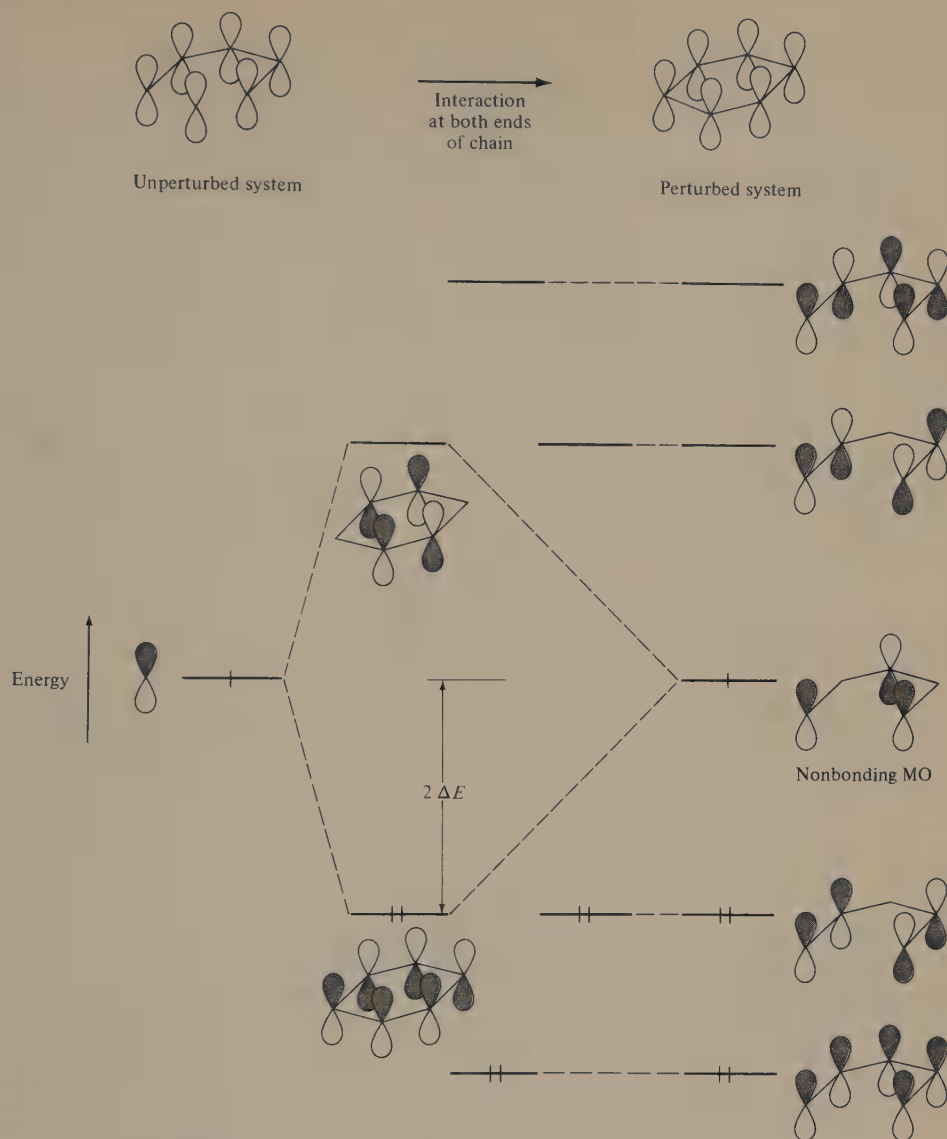 Interaction
at both ends
of chain
Unperturbed system
Perturbed system
Energy
2 ΔE
Nonbonding MO